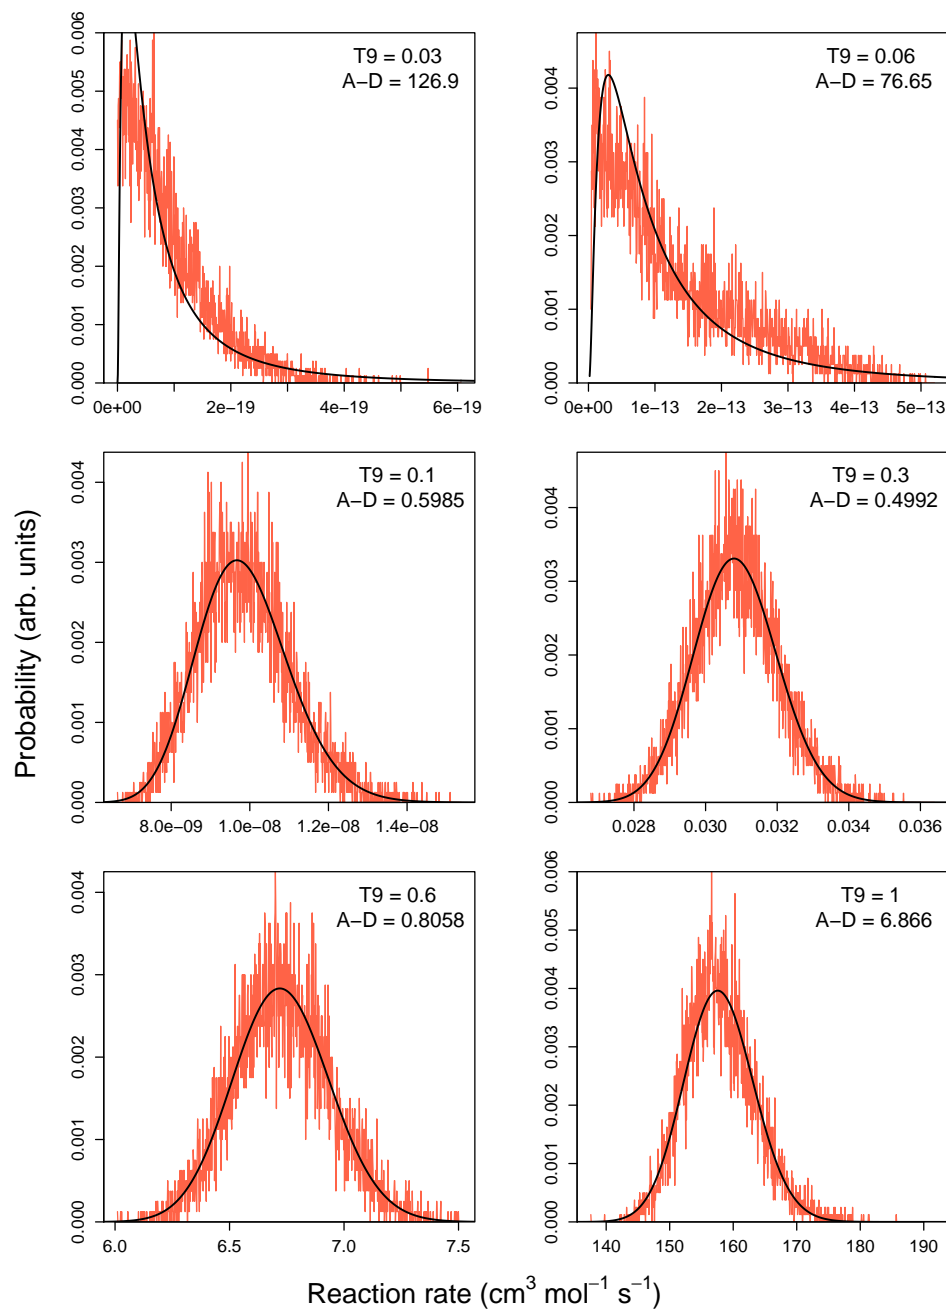 T9 = 0.03
A−D = 126.9
0.000
0.001
0.002
0.003
0.004
0.005
0.006
0e+00
2e−19
4e−19
6e−19
T9 = 0.06
A−D = 76.65
0.000
0.001
0.002
0.003
0.004
0e+00
1e−13
2e−13
3e−13
4e−13
5e−13
T9 = 0.1
A−D = 0.5985
0.000
0.001
0.002
0.003
0.004
8.0e−09
1.0e−08
1.2e−08
1.4e−08
T9 = 0.3
A−D = 0.4992
0.000
0.001
0.002
0.003
0.004
0.028
0.030
0.032
0.034
0.036
T9 = 0.6
A−D = 0.8058
0.000
0.001
0.002
0.003
0.004
6.0
6.5
7.0
7.5
T9 = 1
A−D = 6.866
0.000
0.001
0.002
0.003
0.004
0.005
0.006
140
150
160
170
180
190
Probability (arb. units)
Reaction rate (cm³ mol⁻¹ s⁻¹)